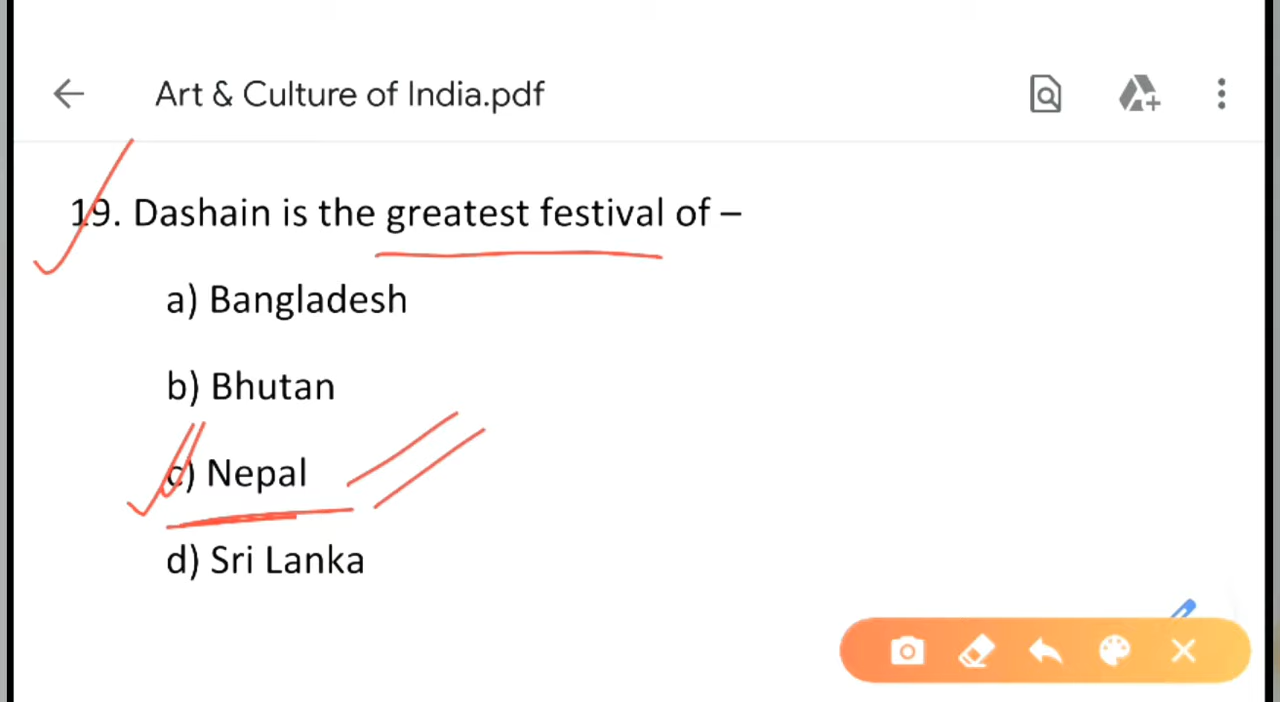 Art & Culture of India.pdf
19. Dashain is the greatest festival of –
a) Bangladesh
b) Bhutan
c) Nepal
d) Sri Lanka